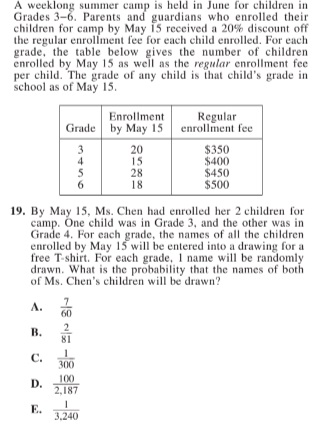 A weeklong summer camp is held in June for children in
Grades 3–6. Parents and guardians who enrolled their
children for camp by May 15 received a 20% discount off
the regular enrollment fee for each child enrolled. For each
grade, the table below gives the number of children
enrolled by May 15 as well as the regular enrollment fee
per child. The grade of any child is that child's grade in
school as of May 15.
Enrollment Regular
Grade by May 15 enrollment fee
3 20 $350
4 15 $400
5 28 $450
6 18 $500
19. By May 15, Ms. Chen had enrolled her 2 children for
camp. One child was in Grade 3, and the other was in
Grade 4. For each grade, the names of all the children
enrolled by May 15 will be entered into a drawing for a
free T-shirt. For each grade, 1 name will be randomly
drawn. What is the probability that the names of both
of Ms. Chen's children will be drawn?
A. 7/60
B. 2/81
C. 1/300
D. 100/2,187
E. 1/3,240